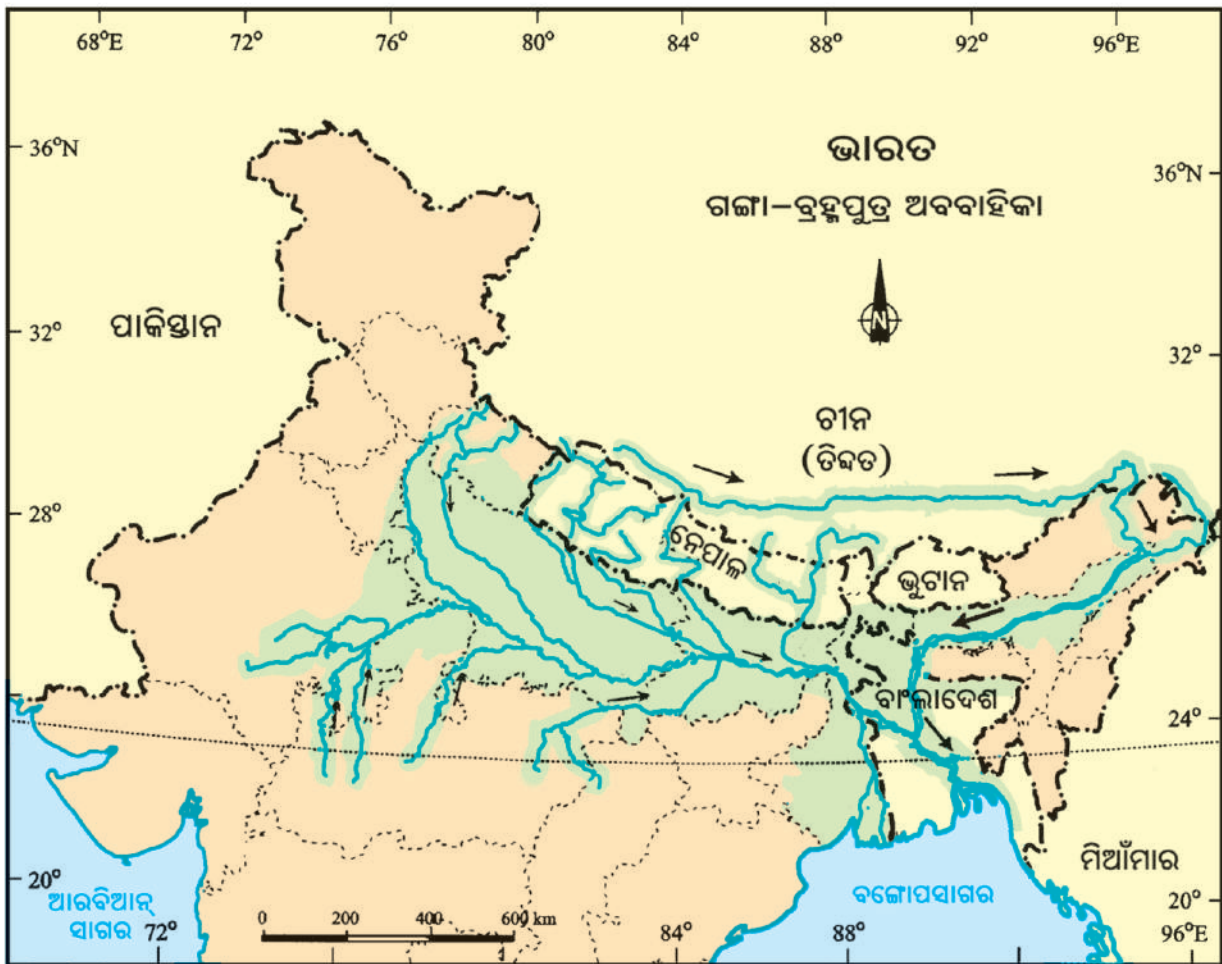 68°E 72° 76° 80° 84° 88° 92° 96°E
36°N
ଭାରତ
36°N
ଗଙ୍ଗା–ବ୍ରହ୍ମପୁତ୍ର ଅବବାହିକା
N
ପାକିସ୍ତାନ
32°
32°
ଚୀନ
(ତିବ୍ଦତ)
28°
28°
ନେପାଳ
ଭୁଟାନ
ବାଂଲାଦେଶ
24°
24°
ମିଆଁମାର
20°
20°
ଆରବିଆନ୍
ସାଗର
ବଙ୍ଗୋପସାଗର
0 200 400 600 km
72° 84° 88° 96°E